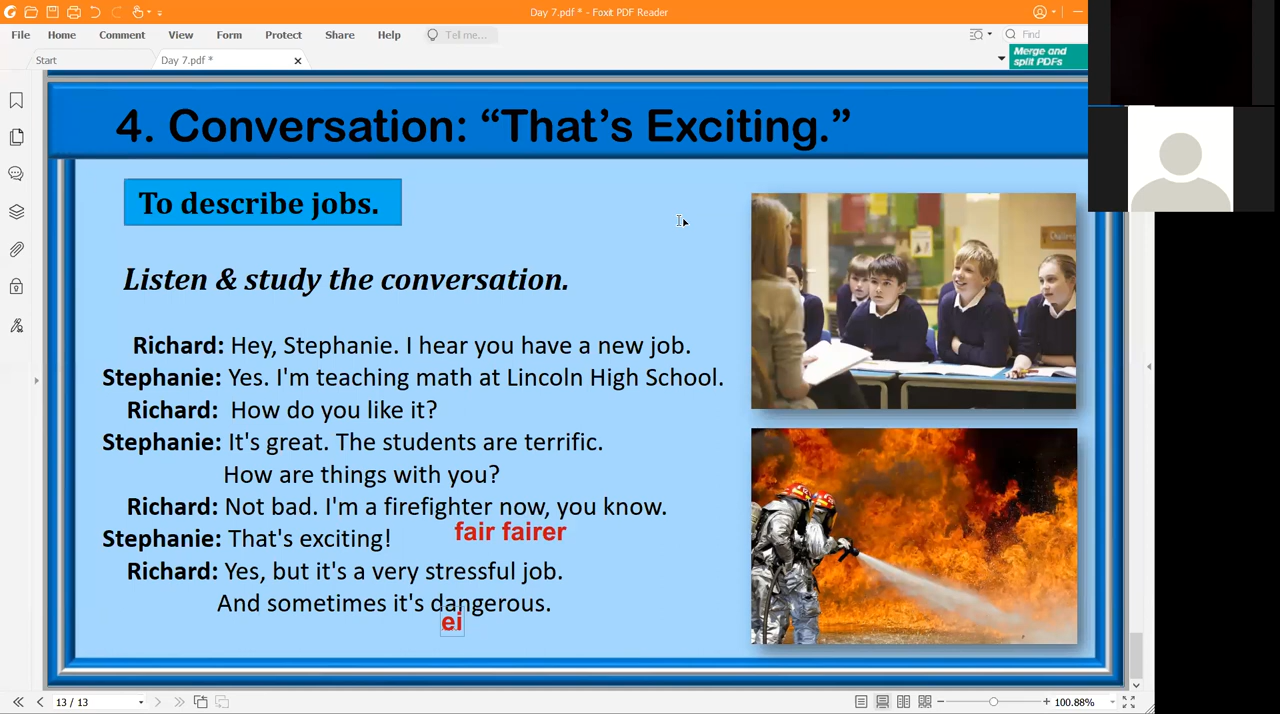 Day 7.pdf * - Foxit PDF Reader
File Home Comment View Form Protect Share Help Tell me... Find
Start Day 7.pdf * Merge and split PDFs
4. Conversation: “That’s Exciting.”
To describe jobs.
Listen & study the conversation.
Richard: Hey, Stephanie. I hear you have a new job.
Stephanie: Yes. I'm teaching math at Lincoln High School.
Richard: How do you like it?
Stephanie: It's great. The students are terrific.
How are things with you?
Richard: Not bad. I'm a firefighter now, you know.
fair fairer
Stephanie: That's exciting!
Richard: Yes, but it's a very stressful job.
And sometimes it's dangerous.
ei
13 / 13 100.88%